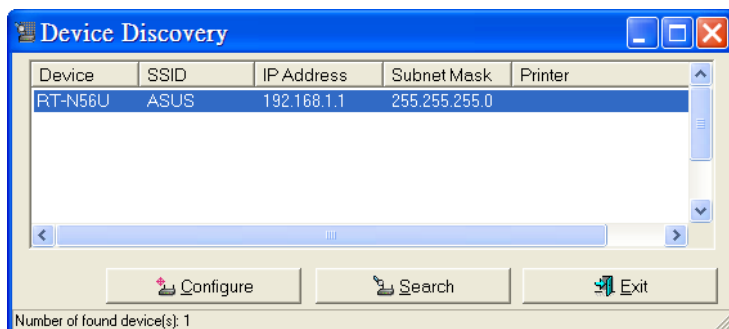 Device Discovery
Device SSID IP Address Subnet Mask Printer
RT-N56U ASUS 192.168.1.1 255.255.255.0
Configure Search Exit
Number of found device(s): 1